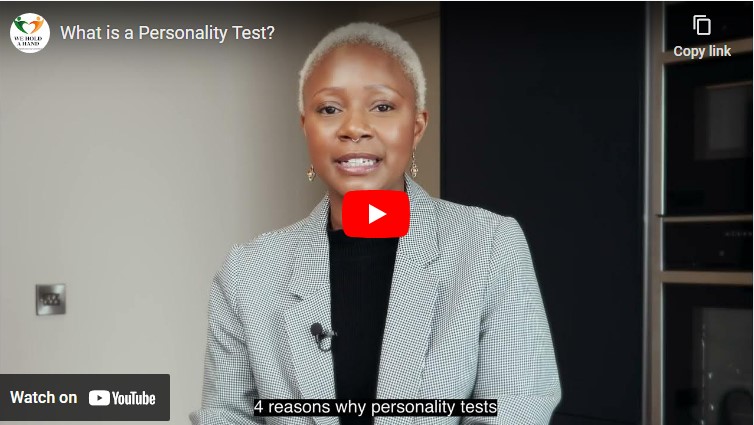 WE HOLD
A HAND
What is a Personality Test?
Copy link
4 reasons why personality tests
Watch on YouTube